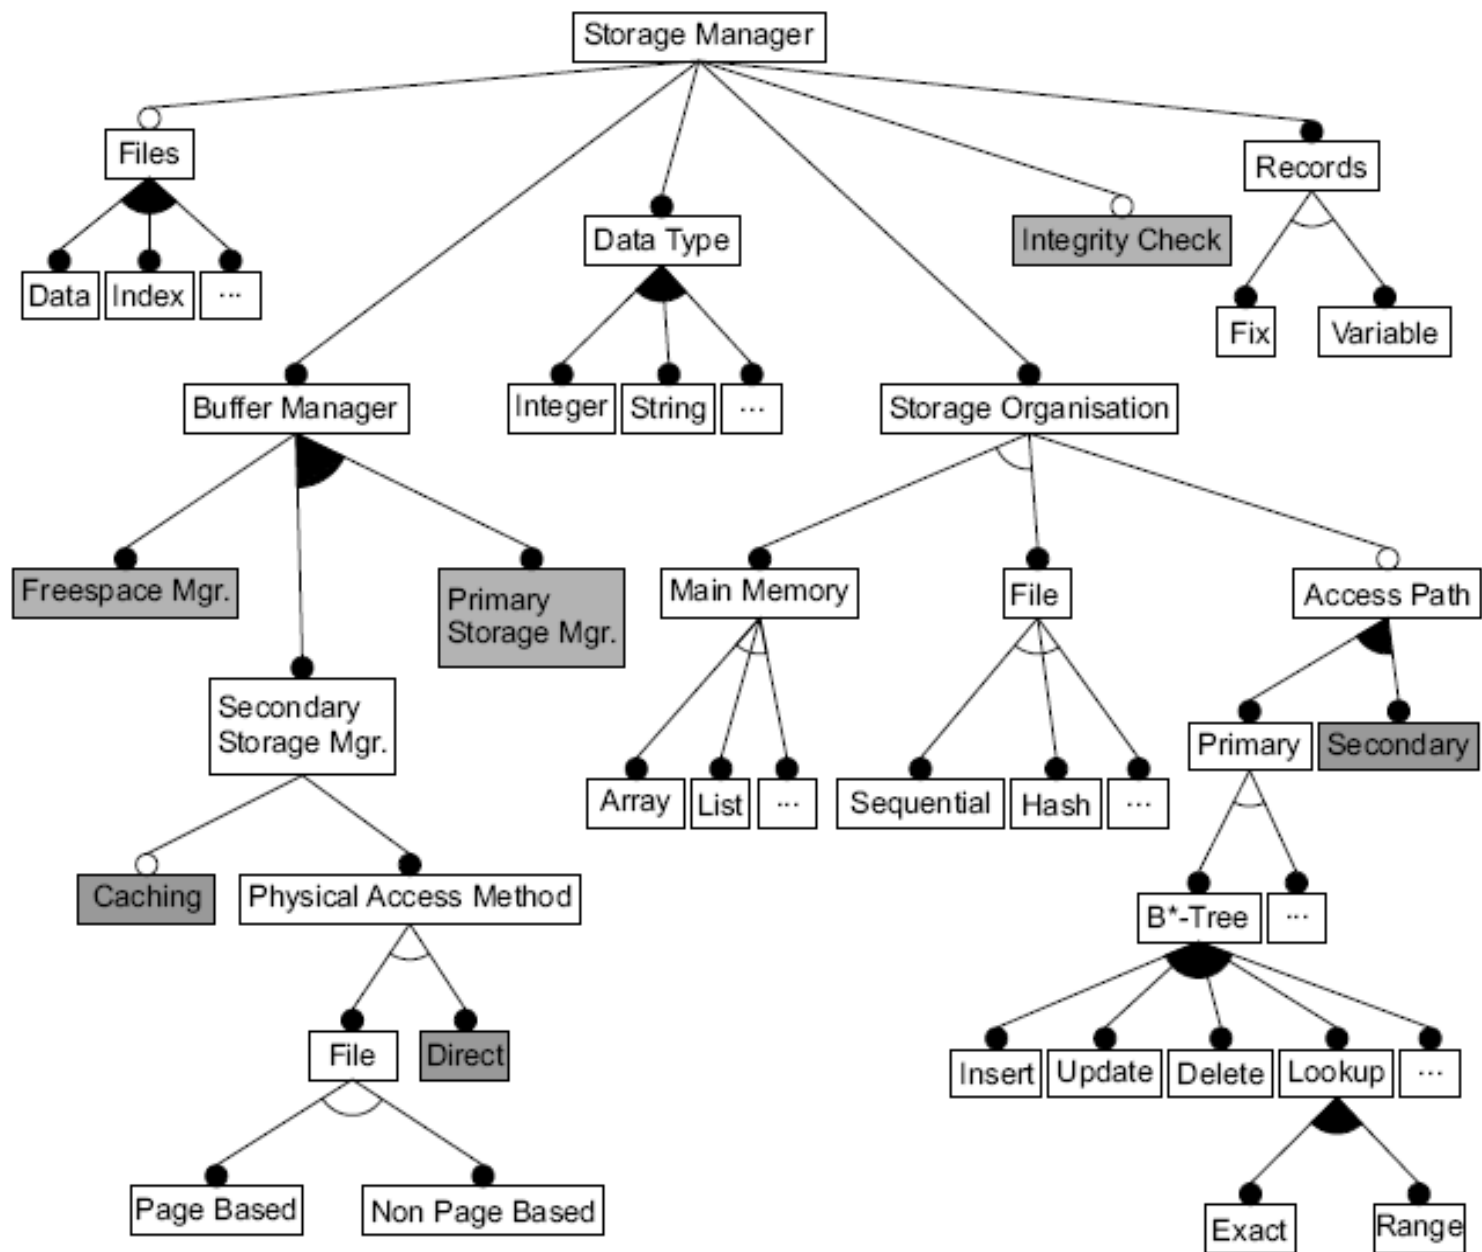 Storage Manager
Files
Records
Data Type
Integrity Check
Data
Index
...
Fix
Variable
Buffer Manager
Integer
String
...
Storage Organisation
Freespace Mgr.
Primary
Storage Mgr.
Main Memory
File
Access Path
Secondary
Storage Mgr.
Primary
Secondary
Array
List
...
Sequential
Hash
...
Caching
Physical Access Method
B*-Tree
...
File
Direct
Insert
Update
Delete
Lookup
...
Page Based
Non Page Based
Exact
Range